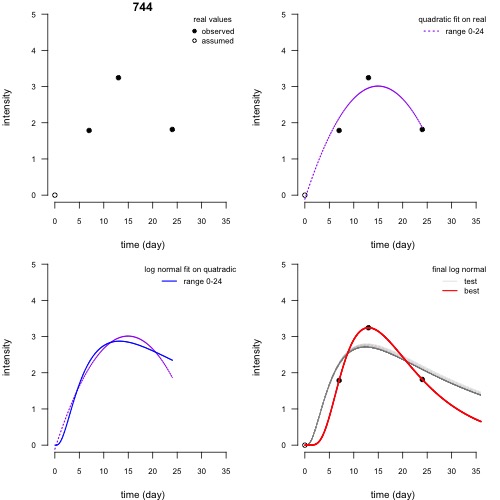 744
real values
observed
assumed
intensity
5
4
3
2
1
0
0 5 10 15 20 25 30 35
time (day)
quadratic fit on real
range 0-24
intensity
5
4
3
2
1
0
0 5 10 15 20 25 30 35
time (day)
log normal fit on quatradic
range 0-24
intensity
5
4
3
2
1
0
0 5 10 15 20 25 30 35
time (day)
final log normal
test
best
intensity
5
4
3
2
1
0
0 5 10 15 20 25 30 35
time (day)